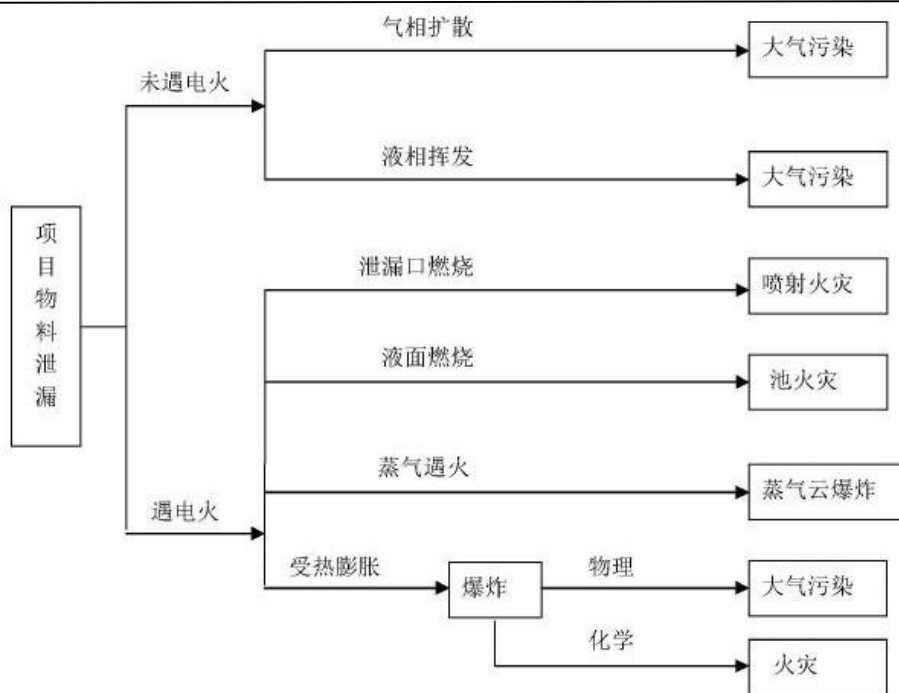 气相扩散
大气污染
未遇电火
液相挥发
大气污染
项目物料泄漏
泄漏口燃烧
喷射火灾
液面燃烧
池火灾
蒸气遇火
蒸气云爆炸
遇电火
受热膨胀
爆炸
物理
大气污染
化学
火灾